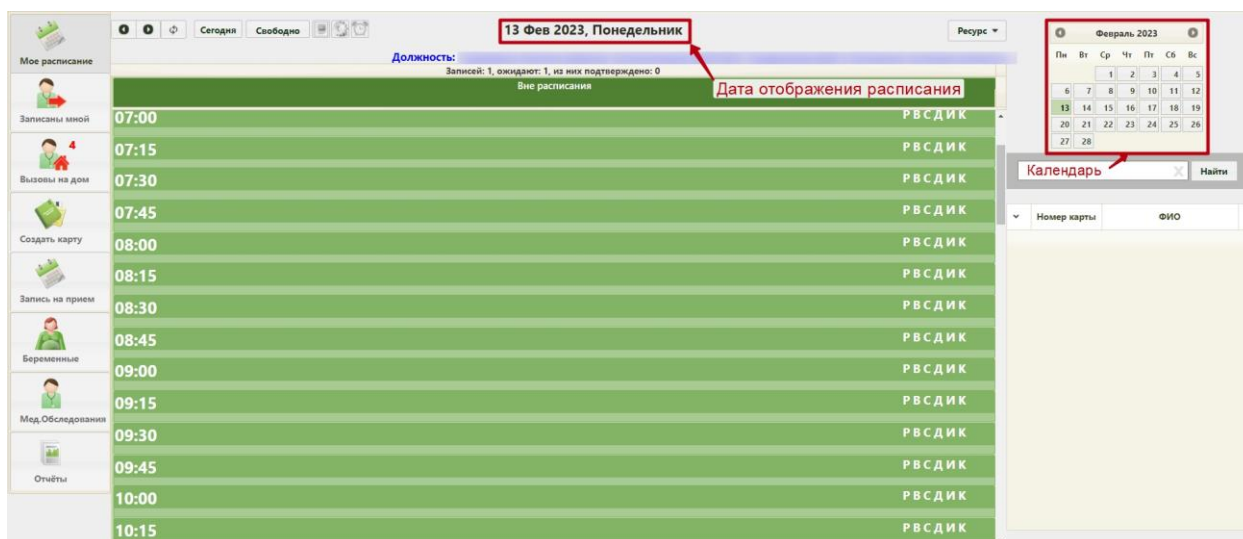 Мое расписание
Записаны мной
4
Вызовы на дом
Создать карту
Запись на прием
Беременные
Мед.Обследования
Отчёты
Сегодня Свободно 13 Фев 2023, Понедельник Ресурс
Должность:
Записей: 1, ожидают: 1, из них подтверждено: 0
Вне расписания
Дата отображения расписания
07:00 РВСДИК
07:15 РВСДИК
07:30 РВСДИК
07:45 РВСДИК
08:00 РВСДИК
08:15 РВСДИК
08:30 РВСДИК
08:45 РВСДИК
09:00 РВСДИК
09:15 РВСДИК
09:30 РВСДИК
09:45 РВСДИК
10:00 РВСДИК
10:15 РВСДИК
Февраль 2023
Пн Вт Ср Чт Пт Сб Вс
1 2 3 4 5
6 7 8 9 10 11 12
13 14 15 16 17 18 19
20 21 22 23 24 25 26
27 28
Календарь X Найти
Номер карты ФИО